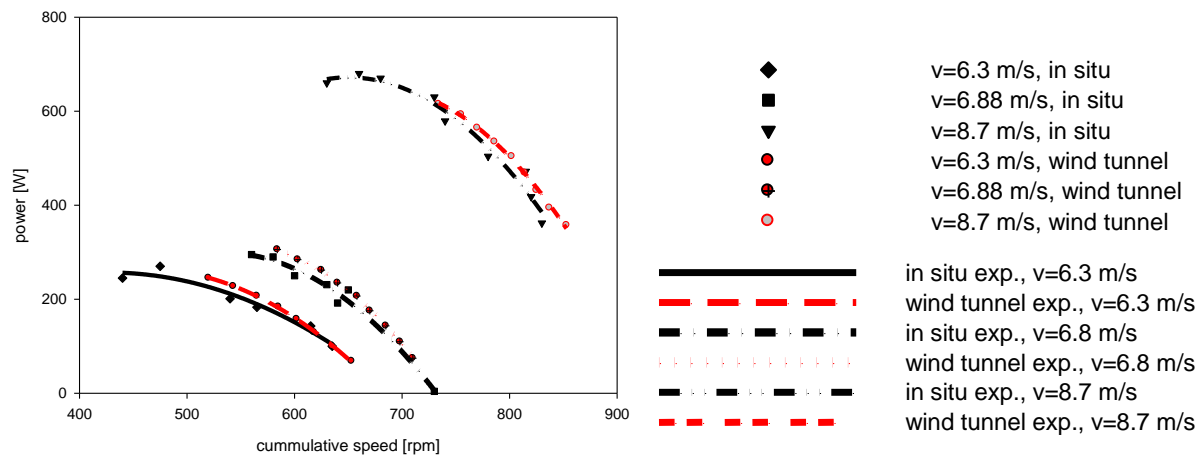 800
600
400
200
0
power [W]
400 500 600 700 800 900
cummulative speed [rpm]
v=6.3 m/s, in situ
v=6.88 m/s, in situ
v=8.7 m/s, in situ
v=6.3 m/s, wind tunnel
v=6.88 m/s, wind tunnel
v=8.7 m/s, wind tunnel
in situ exp., v=6.3 m/s
wind tunnel exp., v=6.3 m/s
in situ exp., v=6.8 m/s
wind tunnel exp., v=6.8 m/s
in situ exp., v=8.7 m/s
wind tunnel exp., v=8.7 m/s